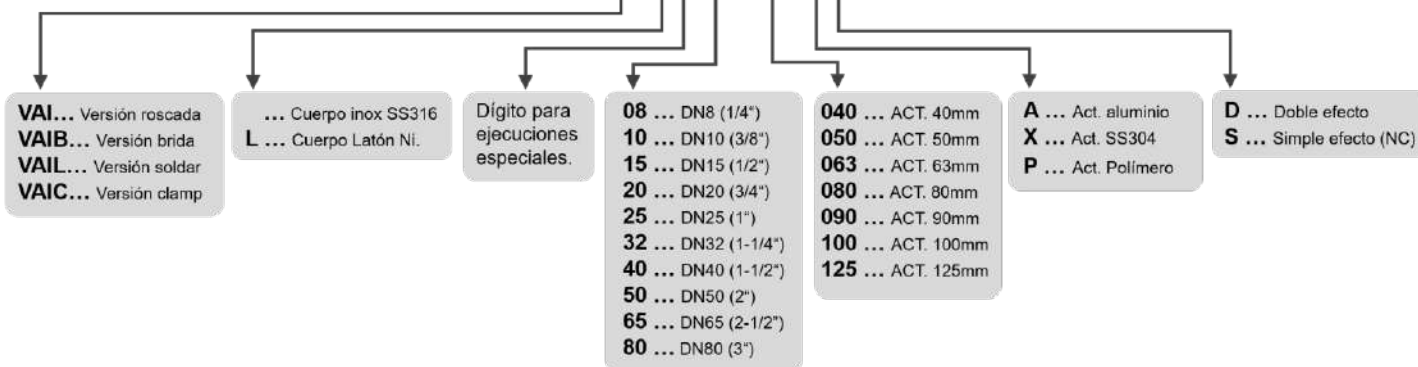 VAI... Versión roscada
VAIB... Versión brida
VAIL... Versión soldar
VAIC... Versión clamp
... Cuerpo inox SS316
L ... Cuerpo Latón Ni.
Dígito para
ejecuciones
especiales.
08 ... DN8 (1/4")
10 ... DN10 (3/8")
15 ... DN15 (1/2")
20 ... DN20 (3/4")
25 ... DN25 (1")
32 ... DN32 (1-1/4")
40 ... DN40 (1-1/2")
50 ... DN50 (2")
65 ... DN65 (2-1/2")
80 ... DN80 (3")
040 ... ACT. 40mm
050 ... ACT. 50mm
063 ... ACT. 63mm
080 ... ACT. 80mm
090 ... ACT. 90mm
100 ... ACT. 100mm
125 ... ACT. 125mm
A ... Act. aluminio
X ... Act. SS304
P ... Act. Polímero
D ... Doble efecto
S ... Simple efecto (NC)